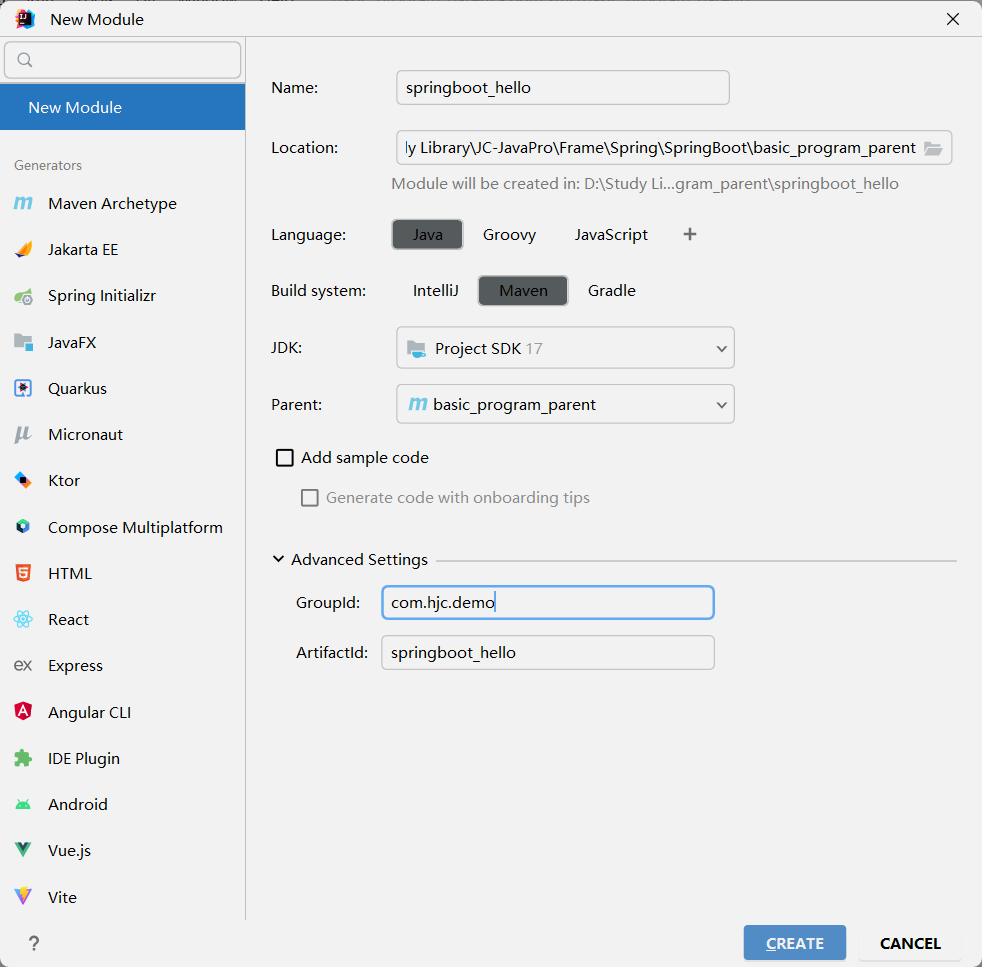 New Module
New Module
Generators
Maven Archetype
Jakarta EE
Spring Initializr
JavaFX
Quarkus
Micronaut
Ktor
Compose Multiplatform
HTML
React
ex Express
Angular CLI
IDE Plugin
Android
Vue.js
Vite
?
Name: springboot_hello
Location: ly Library\JC-JavaPro\Frame\Spring\SpringBoot\basic_program_parent
Module will be created in: D:\Study Li...gram_parent\springboot_hello
Language: Java Groovy JavaScript +
Build system: IntelliJ Maven Gradle
JDK: Project SDK 17
Parent: m basic_program_parent
Add sample code
Generate code with onboarding tips
Advanced Settings
GroupId: com.hjc.demo
ArtifactId: springboot_hello
CREATE CANCEL